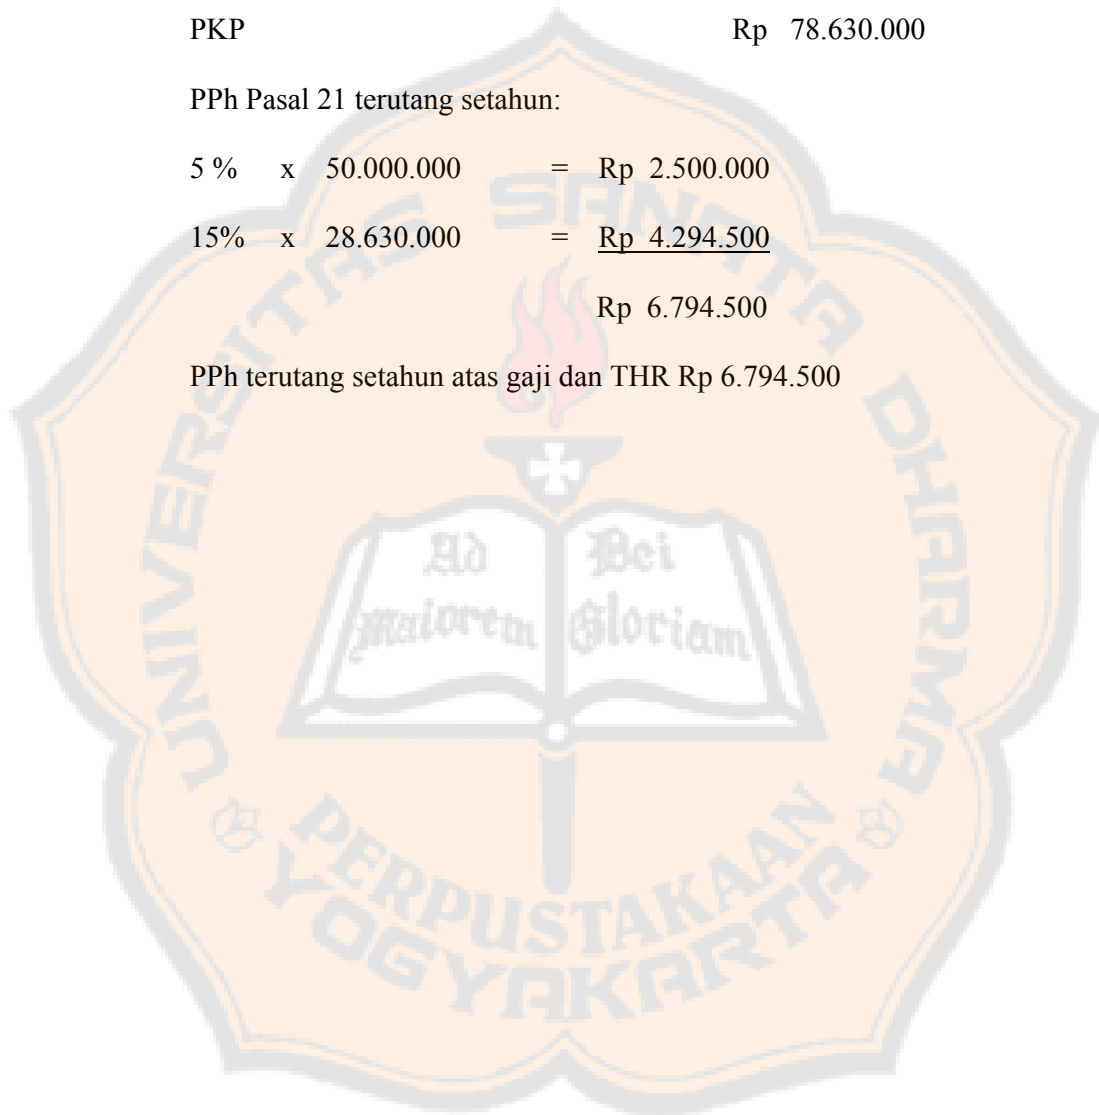 PKP Rp 78.630.000
PPh Pasal 21 terutang setahun:
5 % x 50.000.000 = Rp 2.500.000
15% x 28.630.000 = Rp 4.294.500
Rp 6.794.500
PPh terutang setahun atas gaji dan THR Rp 6.794.500
UNIVERSITAS SANATA DHARMA
Ad Dei
Maiorem Gloriam
PERPUSTAKAAN
YOGYAKARTA